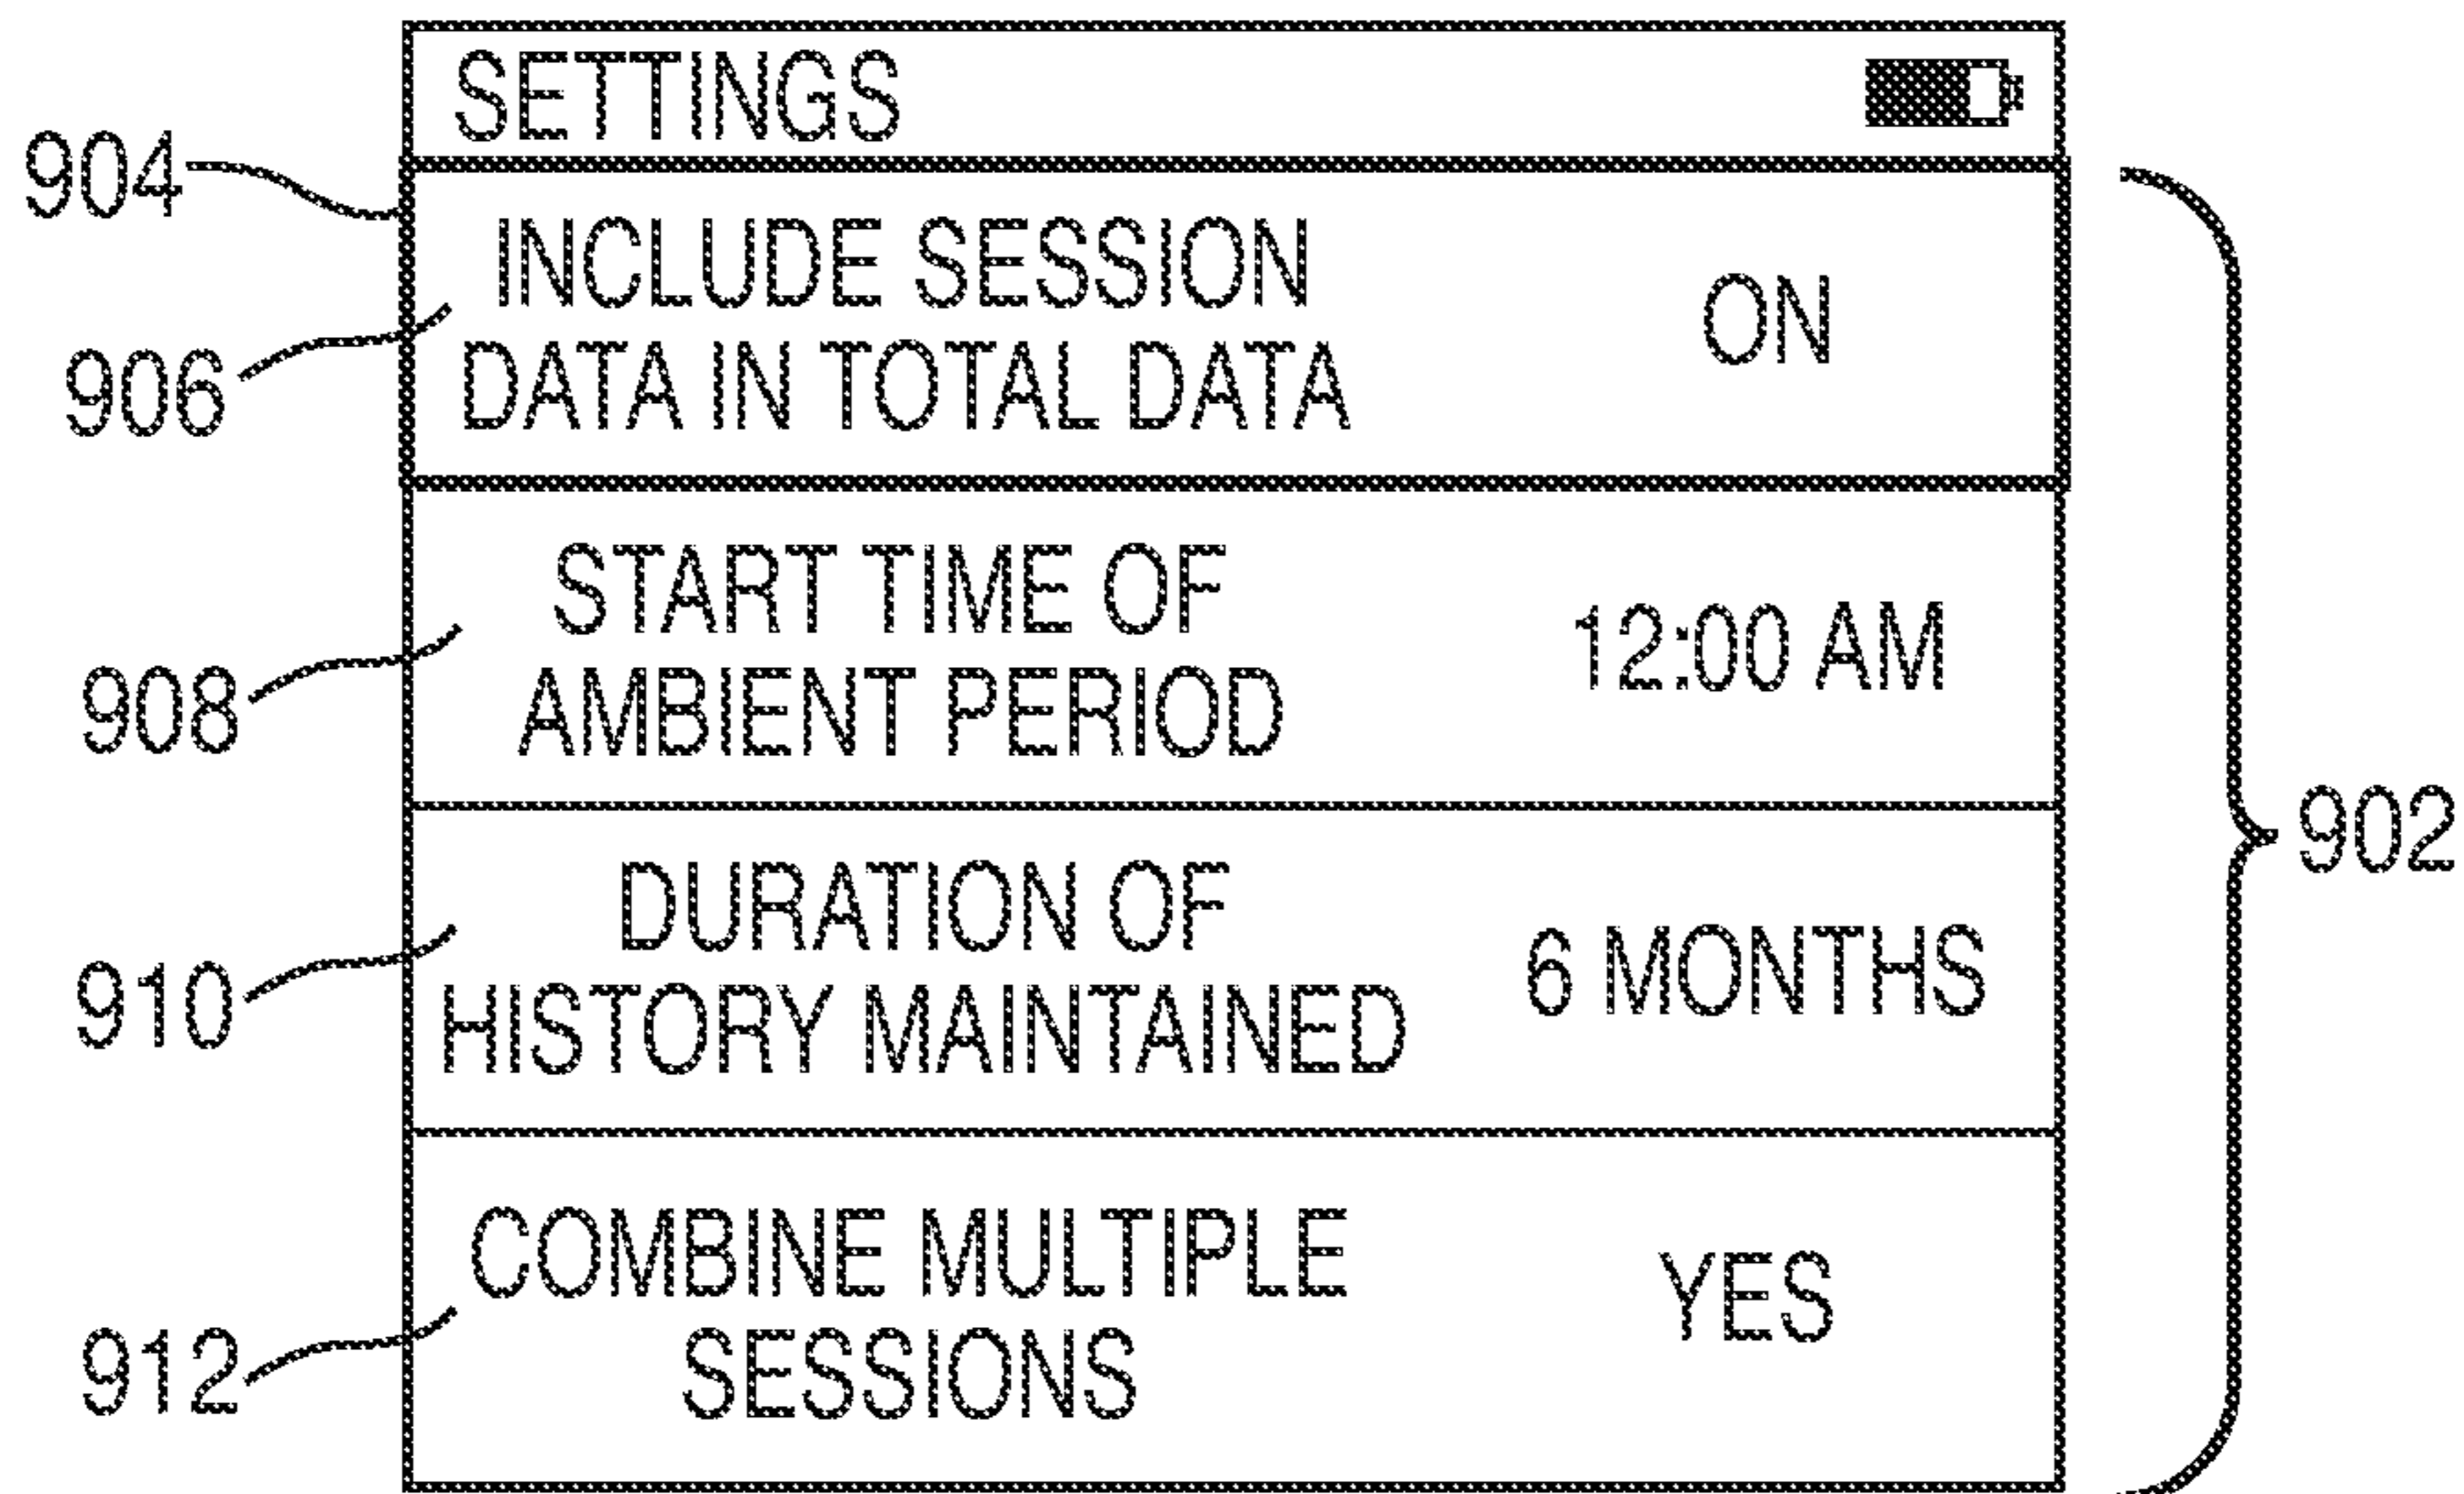 SETTINGS
904
INCLUDE SESSION
DATA IN TOTAL DATA
ON
906
START TIME OF
AMBIENT PERIOD
12:00 AM
908
902
DURATION OF
HISTORY MAINTAINED
6 MONTHS
910
COMBINE MULTIPLE
SESSIONS
YES
912